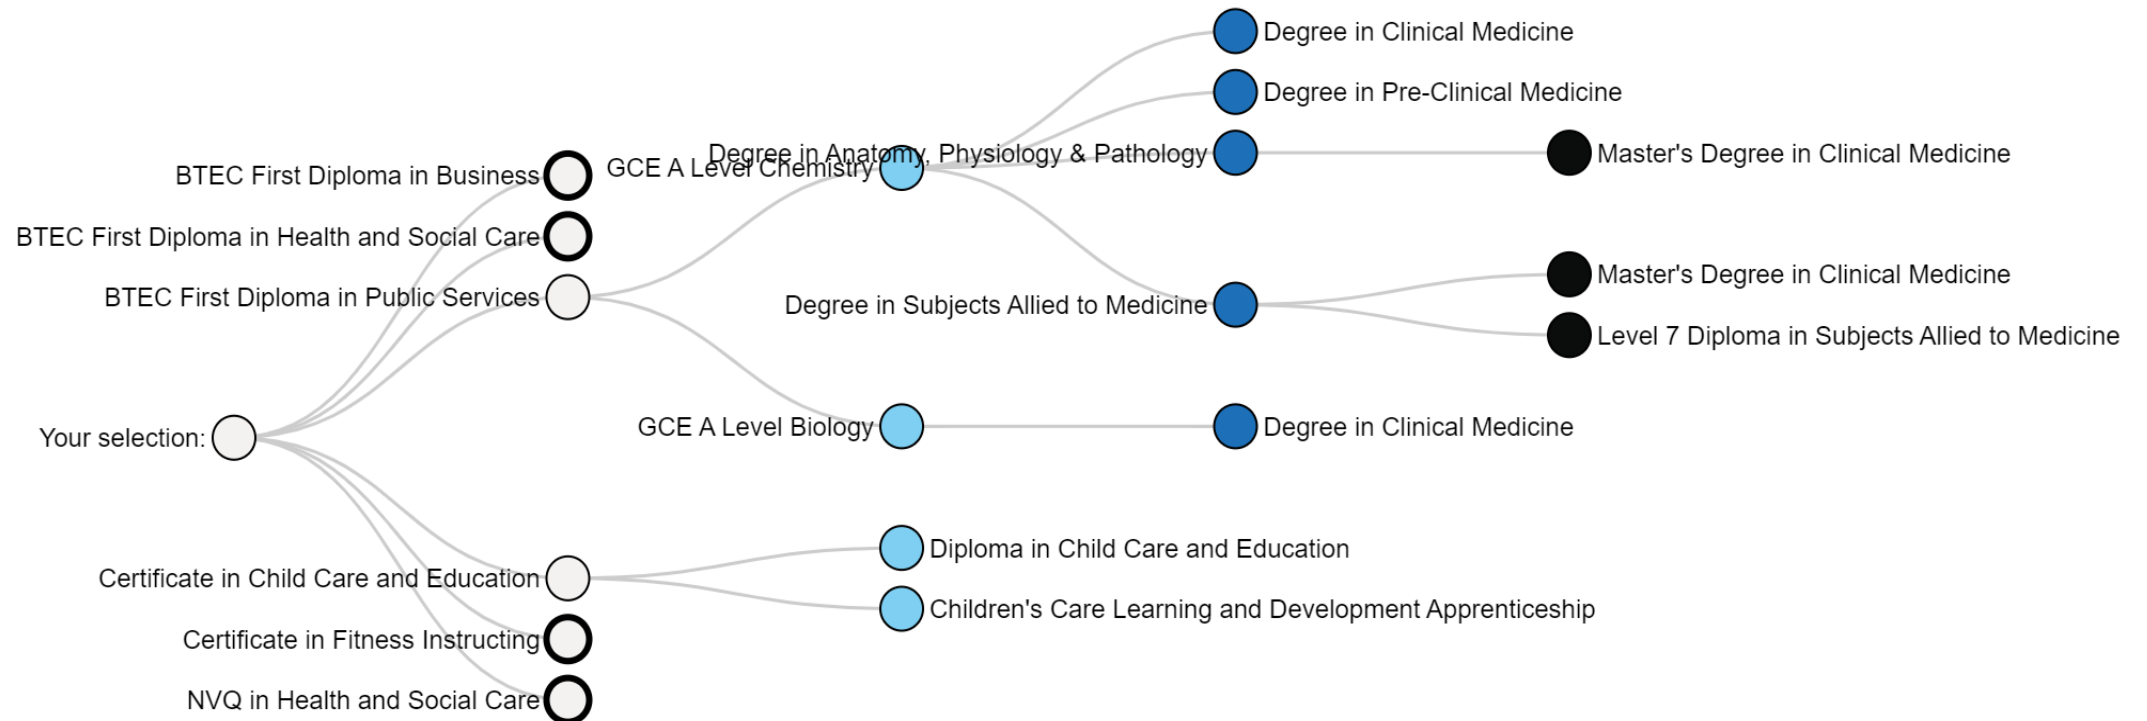 Degree in Clinical Medicine
Degree in Pre-Clinical Medicine
Degree in Anatomy, Physiology & Pathology
Master's Degree in Clinical Medicine
GCE A Level Chemistry
BTEC First Diploma in Business
BTEC First Diploma in Health and Social Care
Master's Degree in Clinical Medicine
BTEC First Diploma in Public Services
Degree in Subjects Allied to Medicine
Level 7 Diploma in Subjects Allied to Medicine
GCE A Level Biology
Degree in Clinical Medicine
Your selection:
Diploma in Child Care and Education
Certificate in Child Care and Education
Children's Care Learning and Development Apprenticeship
Certificate in Fitness Instructing
NVQ in Health and Social Care